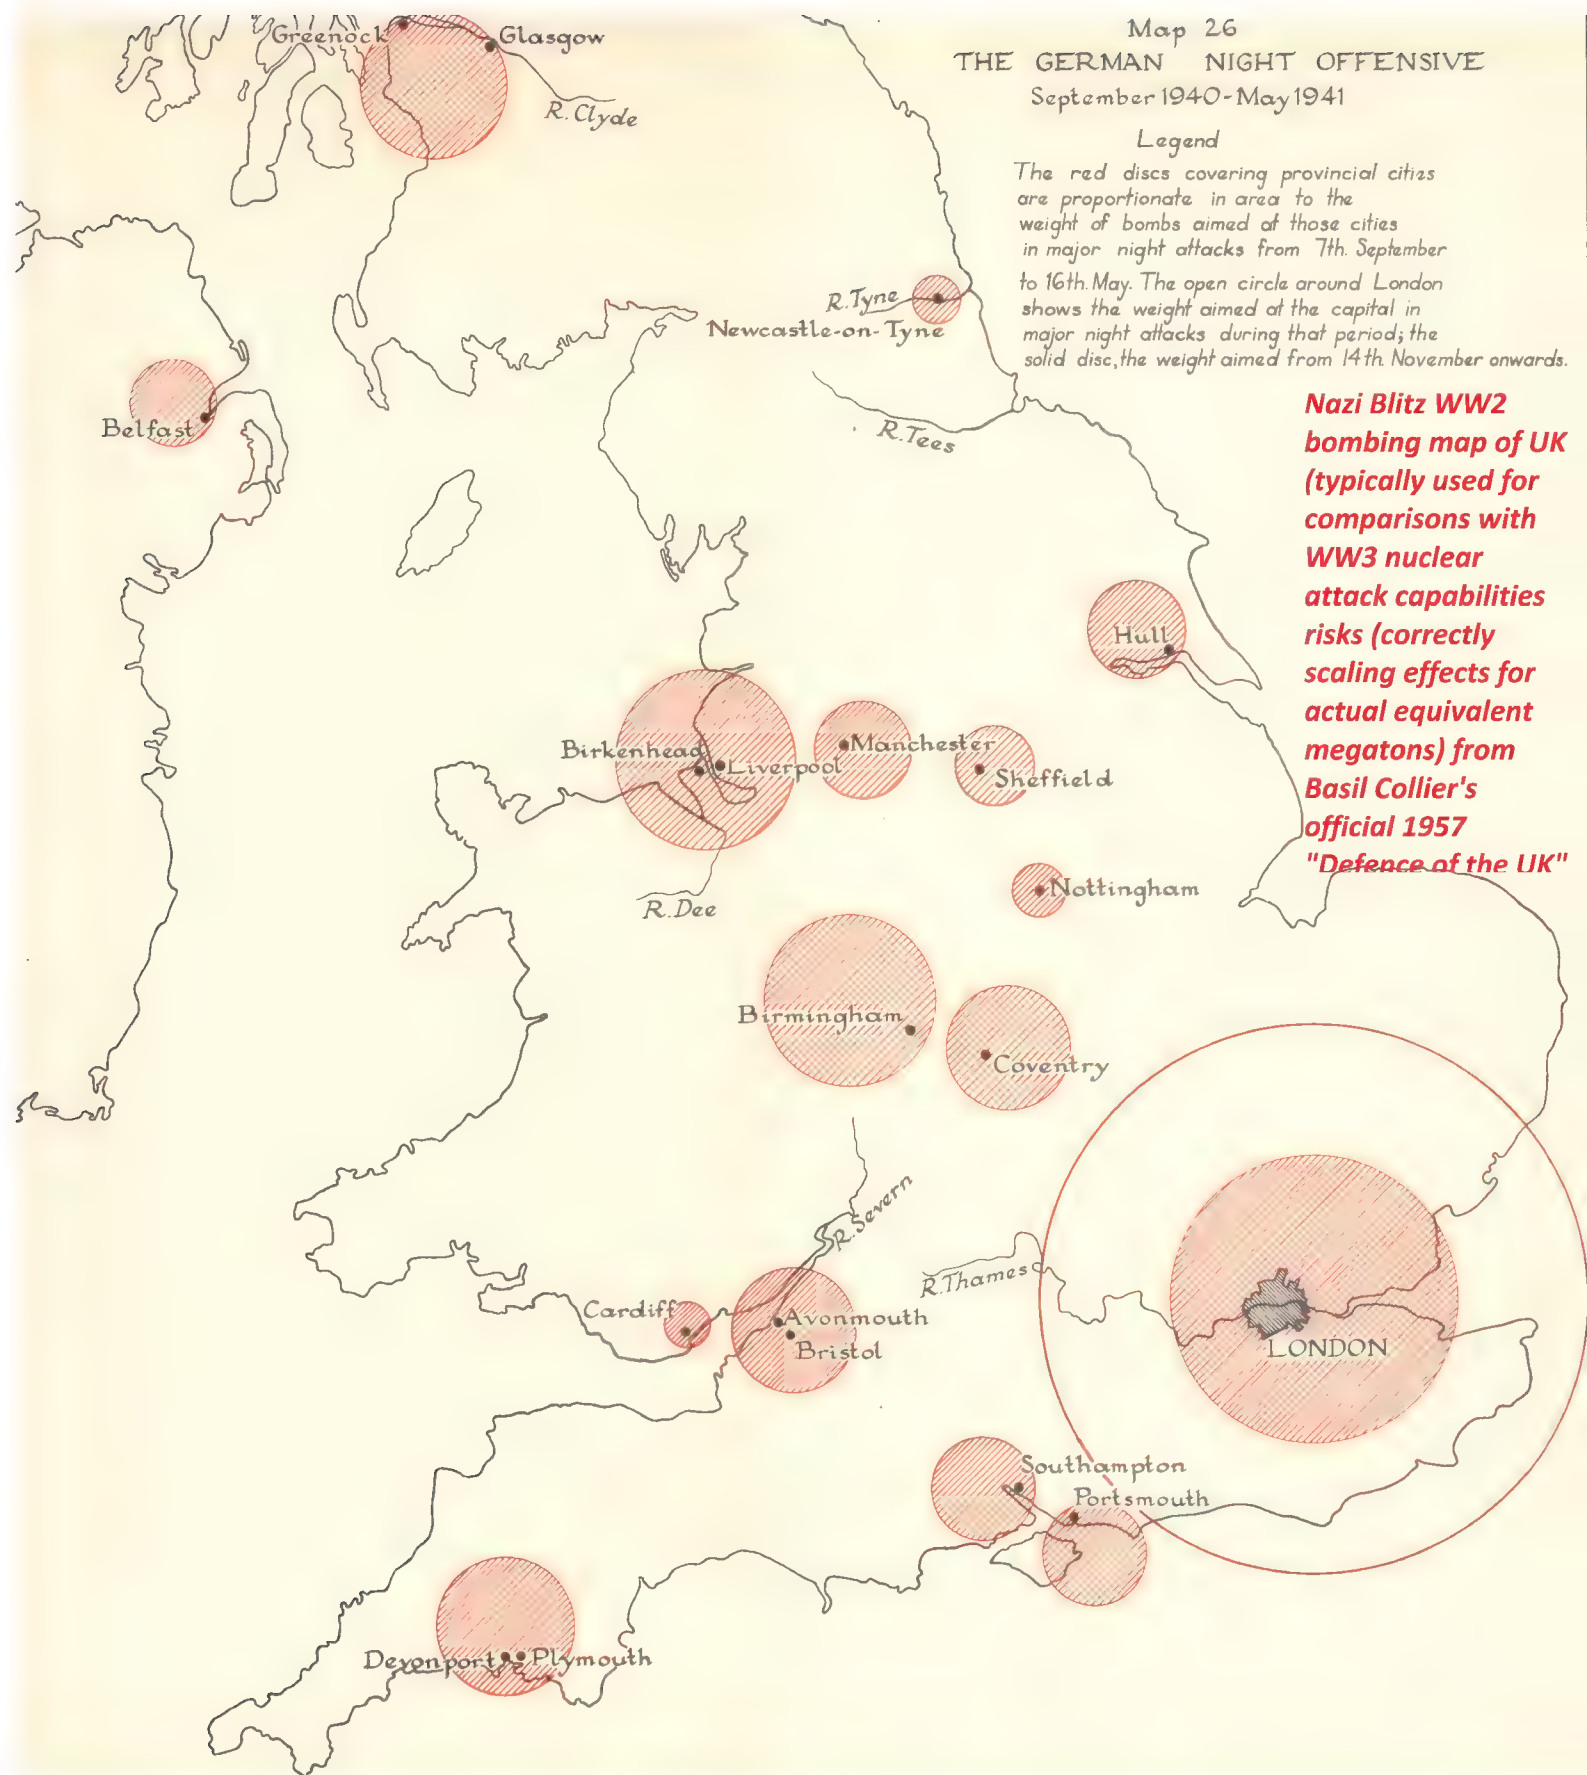 Map 26
THE GERMAN NIGHT OFFENSIVE
September 1940-May 1941
Legend
The red discs covering provincial cities
are proportionate in area to the
weight of bombs aimed at those cities
in major night attacks from 7th. September
to 16th. May. The open circle around London
shows the weight aimed at the capital in
major night attacks during that period; the
solid disc, the weight aimed from 14th November onwards.
Nazi Blitz WW2
bombing map of UK
(typically used for
comparisons with
WW3 nuclear
attack capabilities
risks (correctly
scaling effects for
actual equivalent
megatons) from
Basil Collier's
official 1957
"Defence of the UK"
Greenock
Glasgow
R. Clyde
R. Tyne
Newcastle-on-Tyne
Belfast
R. Tees
Hull
Birkenhead
Liverpool
Manchester
Sheffield
R. Dee
Nottingham
Birmingham
Coventry
R. Severn
R. Thames
Cardiff
Avonmouth
Bristol
LONDON
Southampton
Portsmouth
Devonport
Plymouth